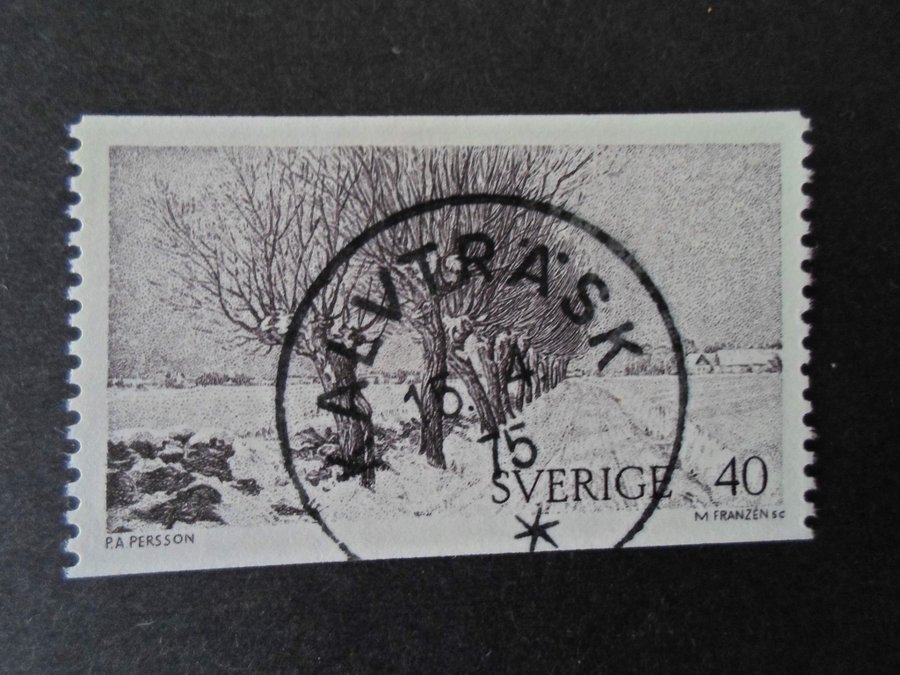 KALVTRÄSK
16. 4
75
SVERIGE 40
M FRANZÉN SC
P.A PERSSON